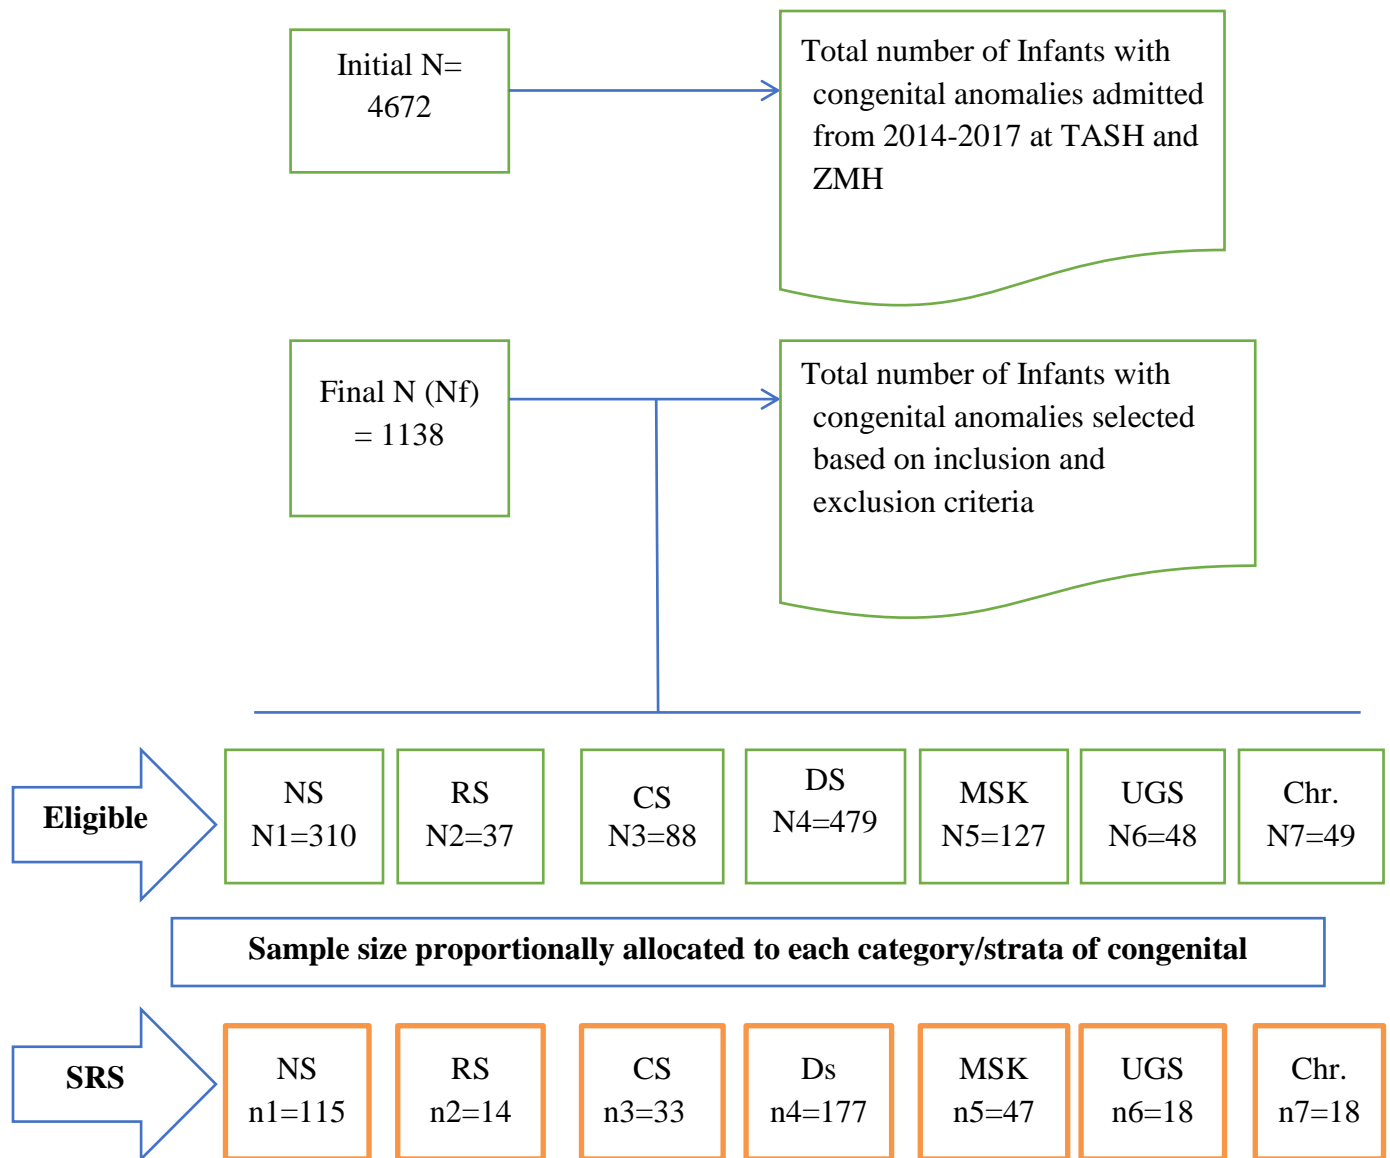 Initial N=
4672
Total number of Infants with
congenital anomalies admitted
from 2014-2017 at TASH and
ZMH
Final N (Nf)
= 1138
Total number of Infants with
congenital anomalies selected
based on inclusion and
exclusion criteria
Eligible
NS
N1=310
RS
N2=37
CS
N3=88
DS
N4=479
MSK
N5=127
UGS
N6=48
Chr.
N7=49
Sample size proportionally allocated to each category/strata of congenital
SRS
NS
n1=115
RS
n2=14
CS
n3=33
Ds
n4=177
MSK
n5=47
UGS
n6=18
Chr.
n7=18